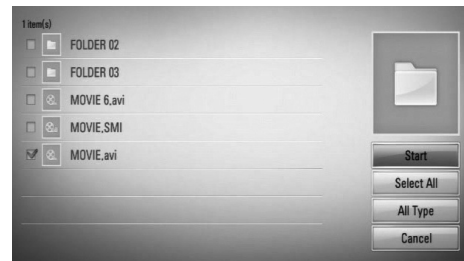 1 item(s)
FOLDER 02
FOLDER 03
MOVIE 6.avi
MOVIE.SMI
MOVIE.avi
Start
Select All
All Type
Cancel